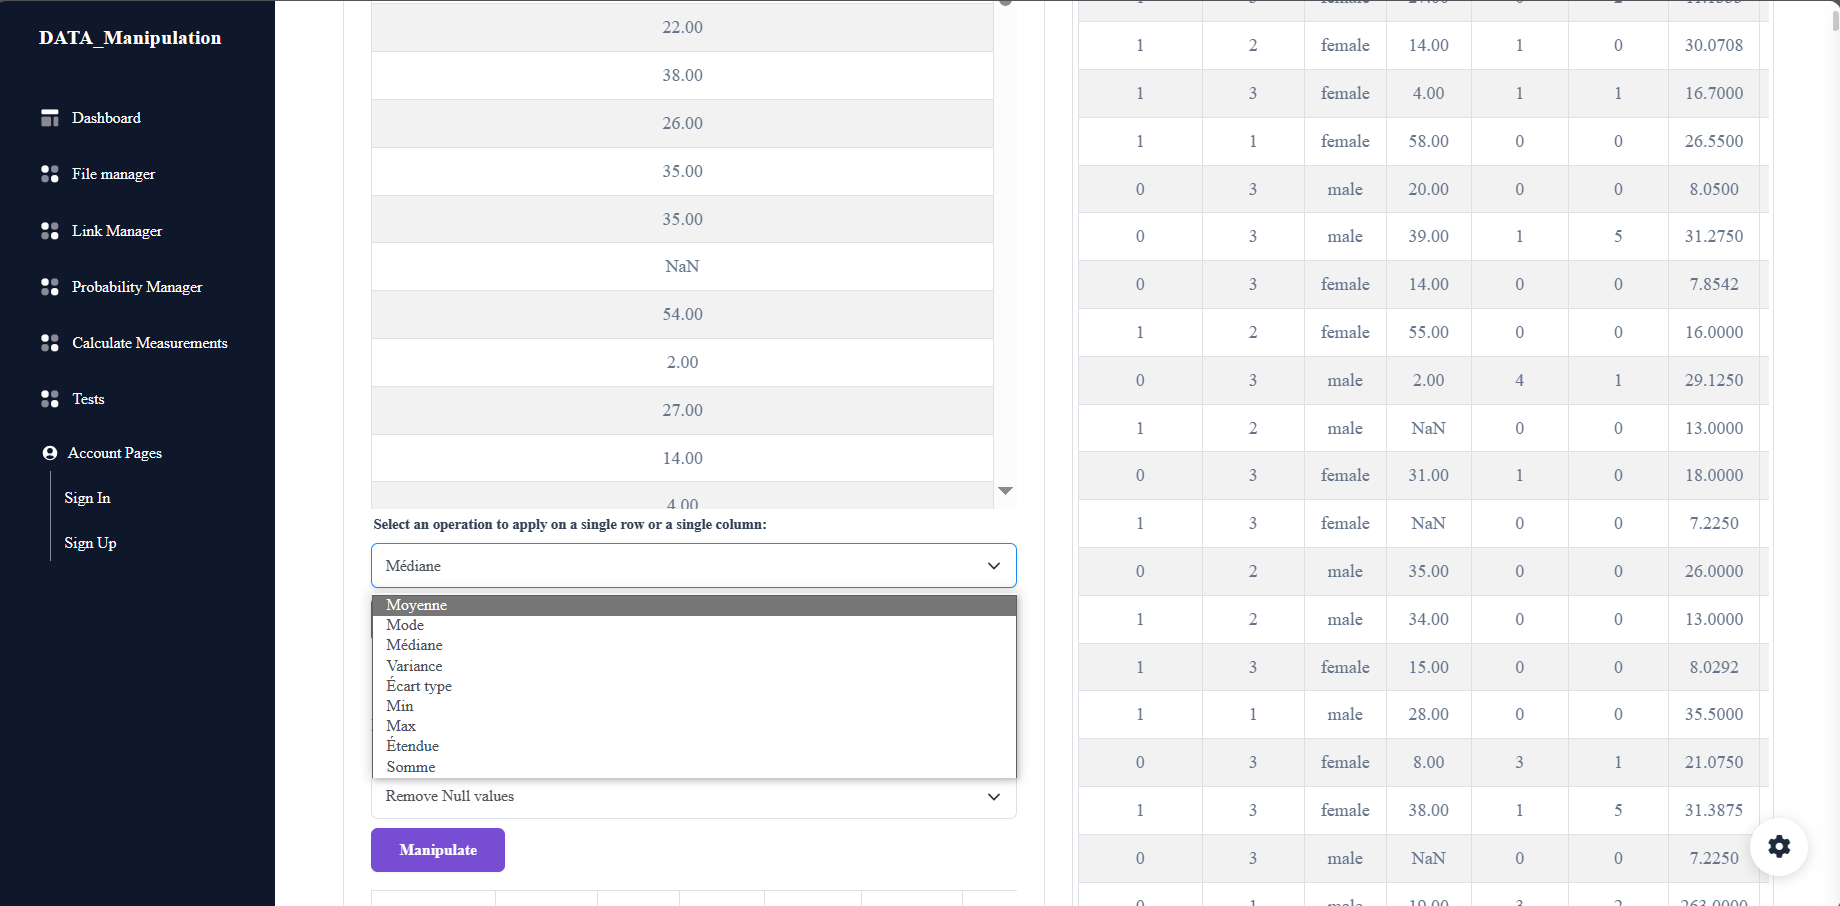 DATA_Manipulation
Dashboard
File manager
Link Manager
Probability Manager
Calculate Measurements
Tests
Account Pages
Sign In
Sign Up
22.00
38.00
26.00
35.00
35.00
NaN
54.00
2.00
27.00
14.00
4.00
Select an operation to apply on a single row or a single column:
Médiane
Moyenne
Mode
Médiane
Variance
Écart type
Min
Max
Étendue
Somme
Remove Null values
Manipulate
1 2 female 14.00 1 0 30.0708
1 3 female 4.00 1 1 16.7000
1 1 female 58.00 0 0 26.5500
0 3 male 20.00 0 0 8.0500
0 3 male 39.00 1 5 31.2750
0 3 female 14.00 0 0 7.8542
1 2 female 55.00 0 0 16.0000
0 3 male 2.00 4 1 29.1250
1 2 male NaN 0 0 13.0000
0 3 female 31.00 1 0 18.0000
1 3 female NaN 0 0 7.2250
0 2 male 35.00 0 0 26.0000
1 2 male 34.00 0 0 13.0000
1 3 female 15.00 0 0 8.0292
1 1 male 28.00 0 0 35.5000
0 3 female 8.00 3 1 21.0750
1 3 female 38.00 1 5 31.3875
0 3 male NaN 0 0 7.2250
0 1 male 19.00 3 2 263.0000